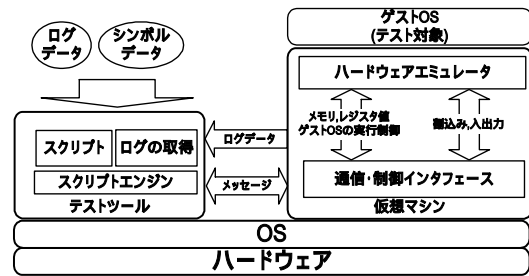 ログ
データ
シンボル
データ
ゲストOS
(テスト対象)
ハードウェアエミュレータ
メモリ,レジスタ値
ゲストOSの実行制御
割込み,入出力
ログデータ
スクリプト
ログの取得
スクリプトエンジン
テストツール
メッセージ
通信・制御インタフェース
仮想マシン
OS
ハードウェア